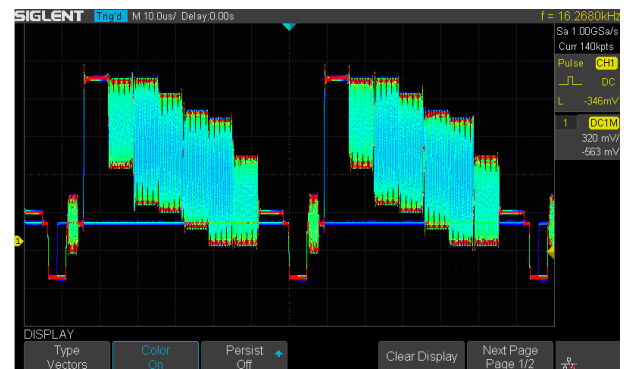 SIGLENT Trig'd M 10.0us/ Delay:0.00s f = 16.2680kHz
Sa 1.00GSa/s
Curr 140kpts
Pulse CH1
DC
L -346mV
1 DC1M
320 mV/
-563 mV
1
DISPLAY
Type Color Persist Clear Display Next Page
Vectors On Off Page 1/2